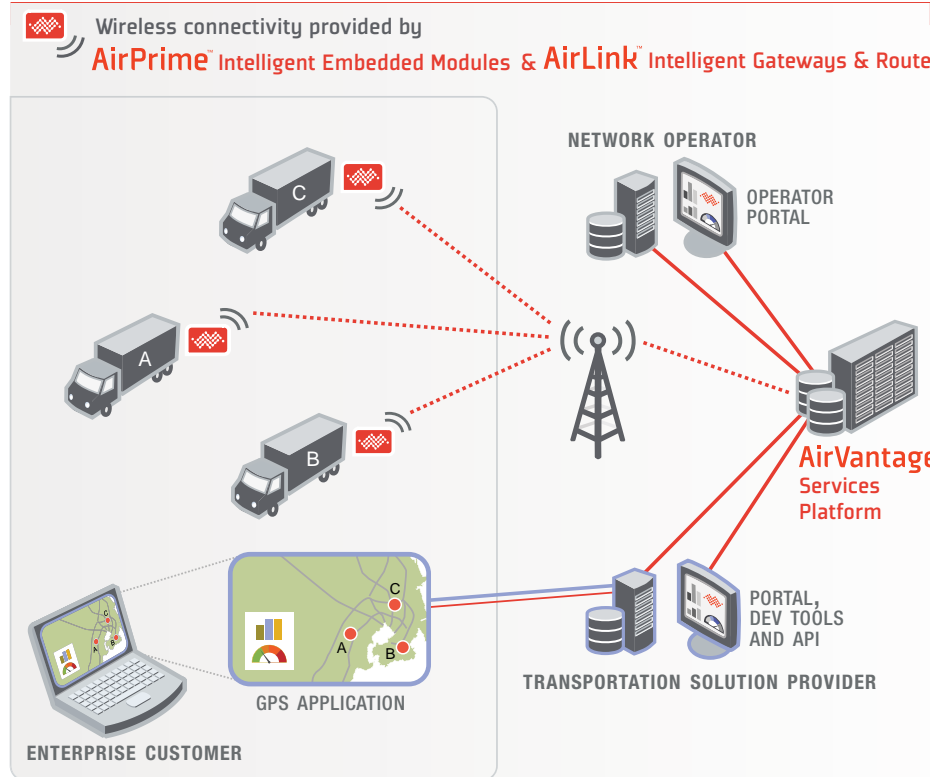 Wireless connectivity provided by
AirPrime™ Intelligent Embedded Modules & AirLink™ Intelligent Gateways & Route
NETWORK OPERATOR
OPERATOR
PORTAL
C
A
B
AirVantage
Services
Platform
C
A
B
C
A
B
PORTAL,
DEV TOOLS
AND API
GPS APPLICATION
TRANSPORTATION SOLUTION PROVIDER
ENTERPRISE CUSTOMER